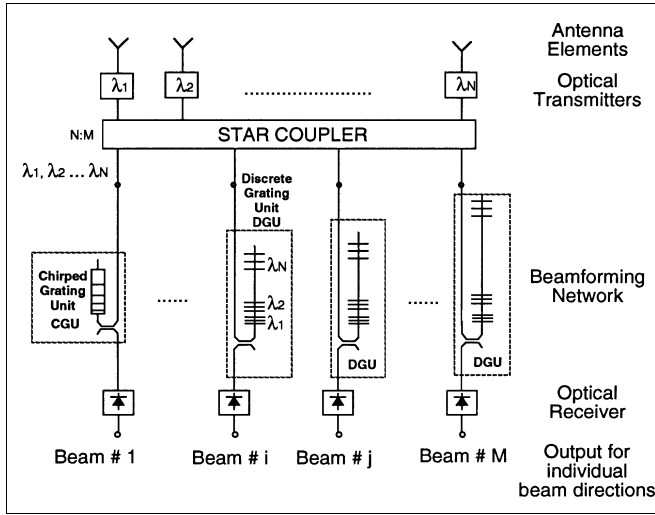 Antenna
Elements
λ1
λ2
λN
Optical
Transmitters
N:M
STAR COUPLER
λ1, λ2 ... λN
Discrete
Grating
Unit
DGU
λN
λ2
λ1
Chirped
Grating
Unit
CGU
DGU
DGU
Beamforming
Network
Optical
Receiver
Beam # 1
Beam # i
Beam # j
Beam # M
Output for
individual
beam directions